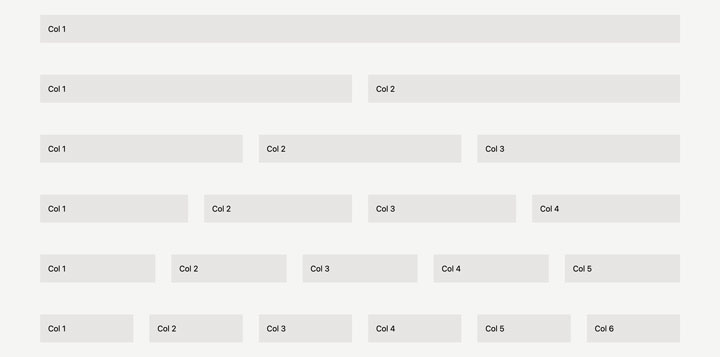 Col 1
Col 1 Col 2
Col 1 Col 2 Col 3
Col 1 Col 2 Col 3 Col 4
Col 1 Col 2 Col 3 Col 4 Col 5
Col 1 Col 2 Col 3 Col 4 Col 5 Col 6